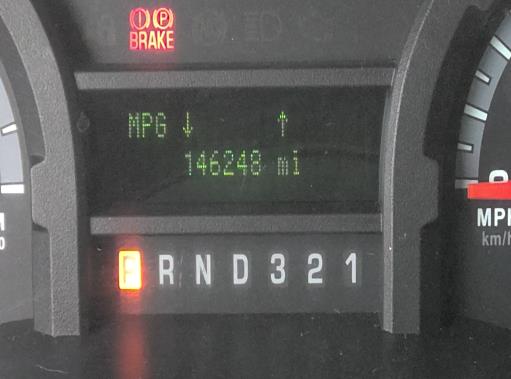 BRAKE
MPG ↓ ↑
146248 mi
P R N D 3 2 1
MPH
km/h